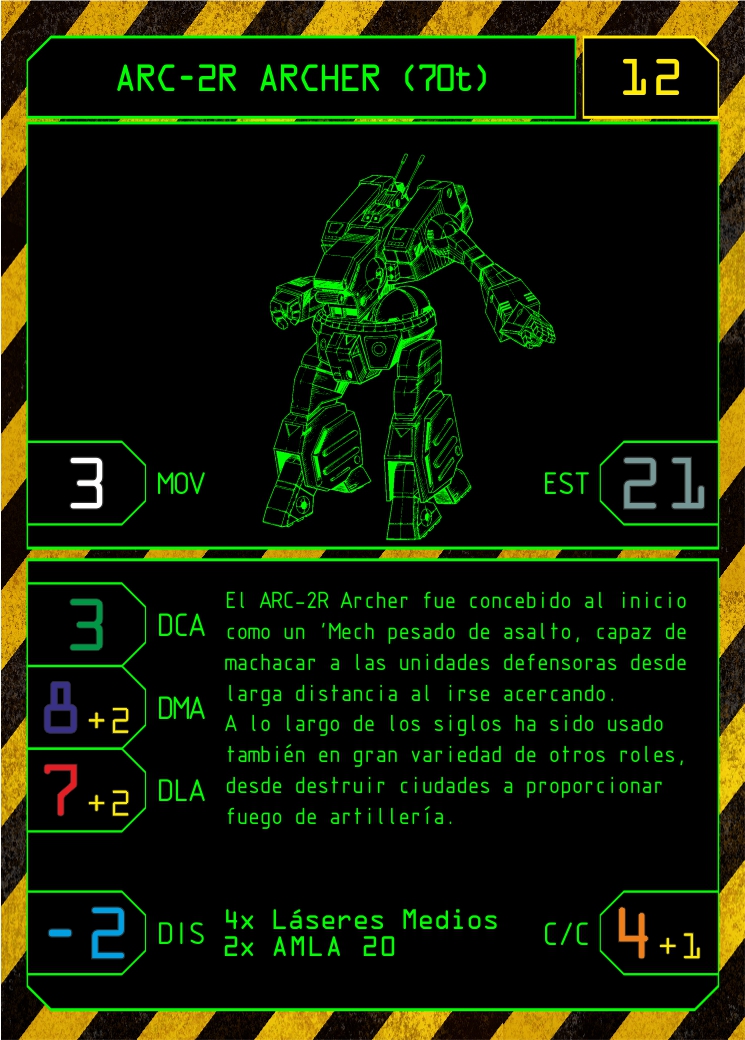 ARC-2R ARCHER (70t)
12
3 MOV
EST 21
3 DCA
8 +2 DMA
7 +2 DLA
El ARC-2R Archer fue concebido al inicio
como un 'Mech pesado de asalto, capaz de
machacar a las unidades defensoras desde
larga distancia al irse acercando.
A lo largo de los siglos ha sido usado
también en gran variedad de otros roles,
desde destruir ciudades a proporcionar
fuego de artillería.
-2 DIS
4x Láseres Medios
2x AMLA 20
C/C 4 +1